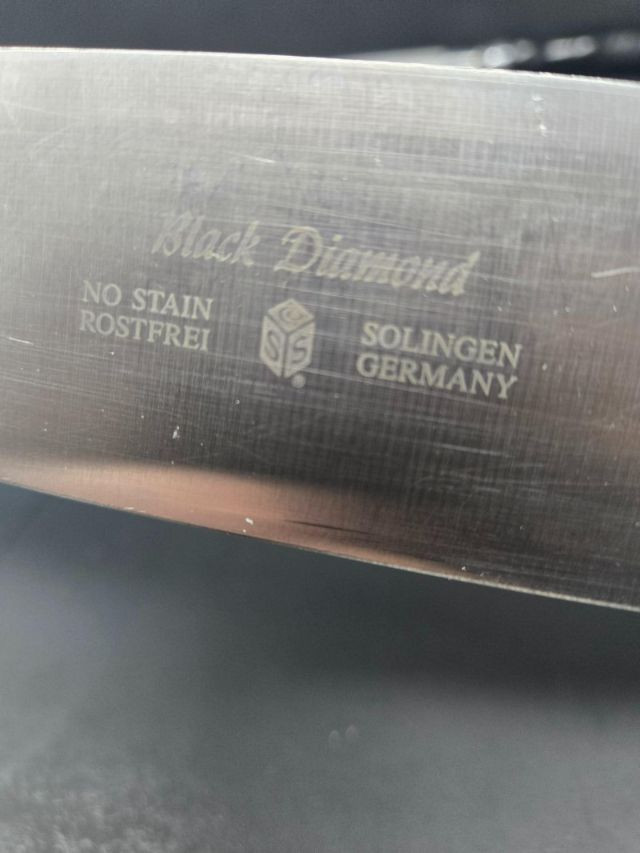 Black Diamond
NO STAIN
ROSTFREI
C
S S
®
SOLINGEN
GERMANY